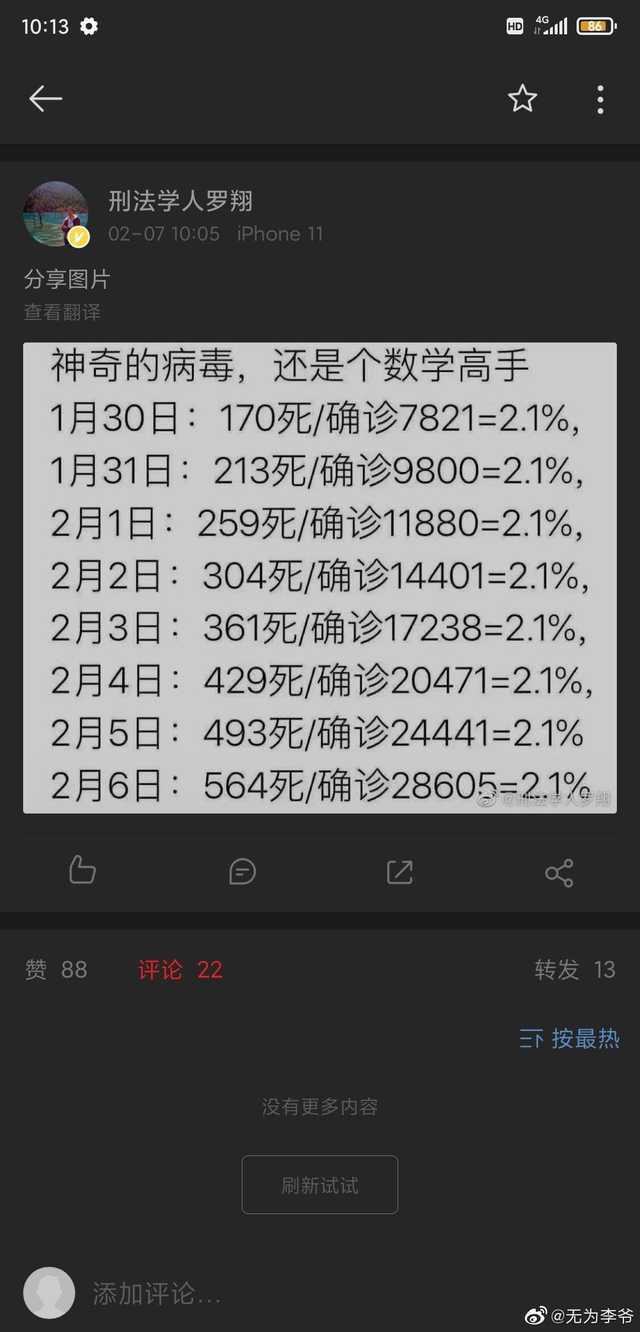 10:13
HD 4G 86
刑法学人罗翔
02-07 10:05 iPhone 11
分享图片
查看翻译
神奇的病毒，还是个数学高手
1月30日：170死/确诊7821=2.1%,
1月31日：213死/确诊9800=2.1%,
2月1日：259死/确诊11880=2.1%,
2月2日：304死/确诊14401=2.1%,
2月3日：361死/确诊17238=2.1%,
2月4日：429死/确诊20471=2.1%,
2月5日：493死/确诊24441=2.1%
2月6日：564死/确诊28605=2.1%
@刑法学人罗翔
赞 88 评论 22 转发 13
按最热
没有更多内容
刷新试试
添加评论...
@无为李爷